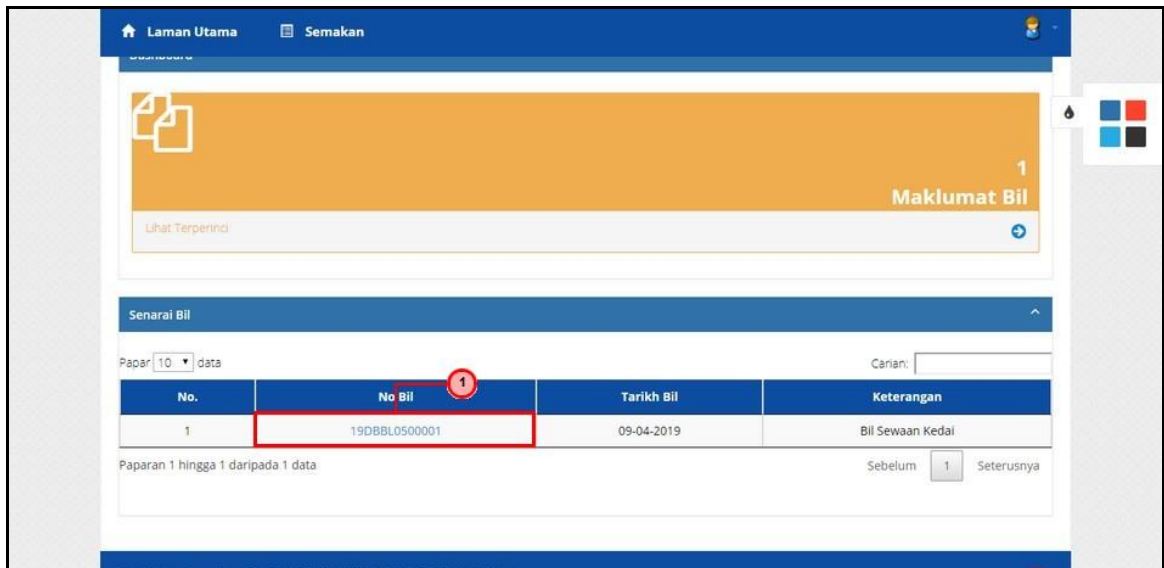 Laman Utama Semakan
Dashboard
1
Maklumat Bil
Lihat Terperinci
Senarai Bil
Papar 10 data Carian:
No. No Bil 1 Tarikh Bil Keterangan
1 19DBBL0500001 09-04-2019 Bil Sewaan Kedai
Paparan 1 hingga 1 daripada 1 data Sebelum 1 Seterusnya